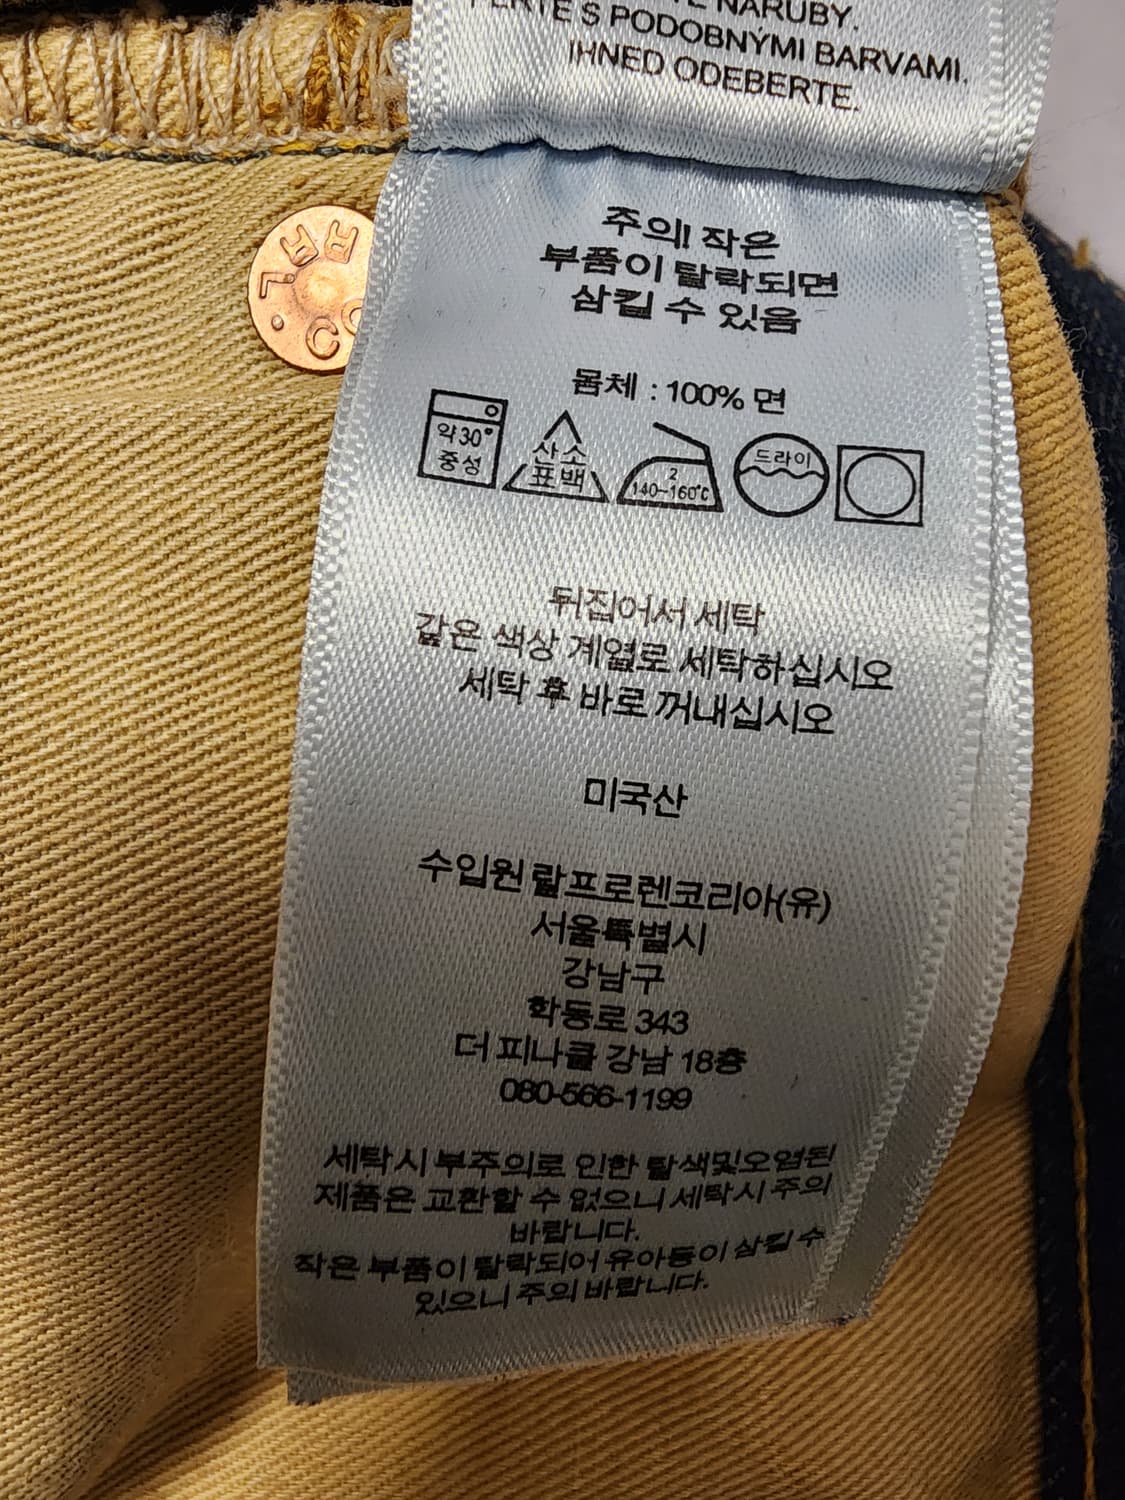 NARUBY.
PERTE S PODOBNÝMI BARVAMI.
IHNED ODEBERTE.
주의! 작은
부품이 탈락되면
삼킬 수 있음
몸체 : 100% 면
약30°
중성
산소
표백
2
140~160°C
드라이
뒤집어서 세탁
같은 색상 계열로 세탁하십시오
세탁 후 바로 꺼내십시오
미국산
수입원 랄프로렌코리아(유)
서울특별시
강남구
학동로 343
더 피나클 강남 18층
080-566-1199
세탁시 부주의로 인한 탈색및오염된
제품은 교환할 수 없으니 세탁시 주의
바랍니다.
작은 부품이 탈락되어 유아등이 삼킬 수
있으니 주의 바랍니다.